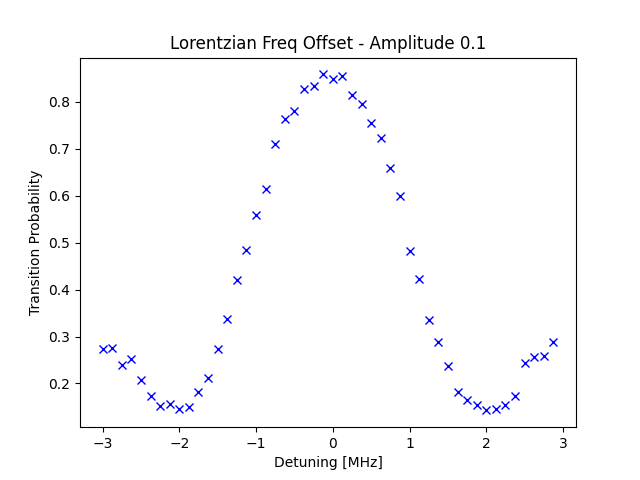 Lorentzian Freq Offset - Amplitude 0.1
Transition Probability
0.8
0.7
0.6
0.5
0.4
0.3
0.2
−3 −2 −1 0 1 2 3
Detuning [MHz]